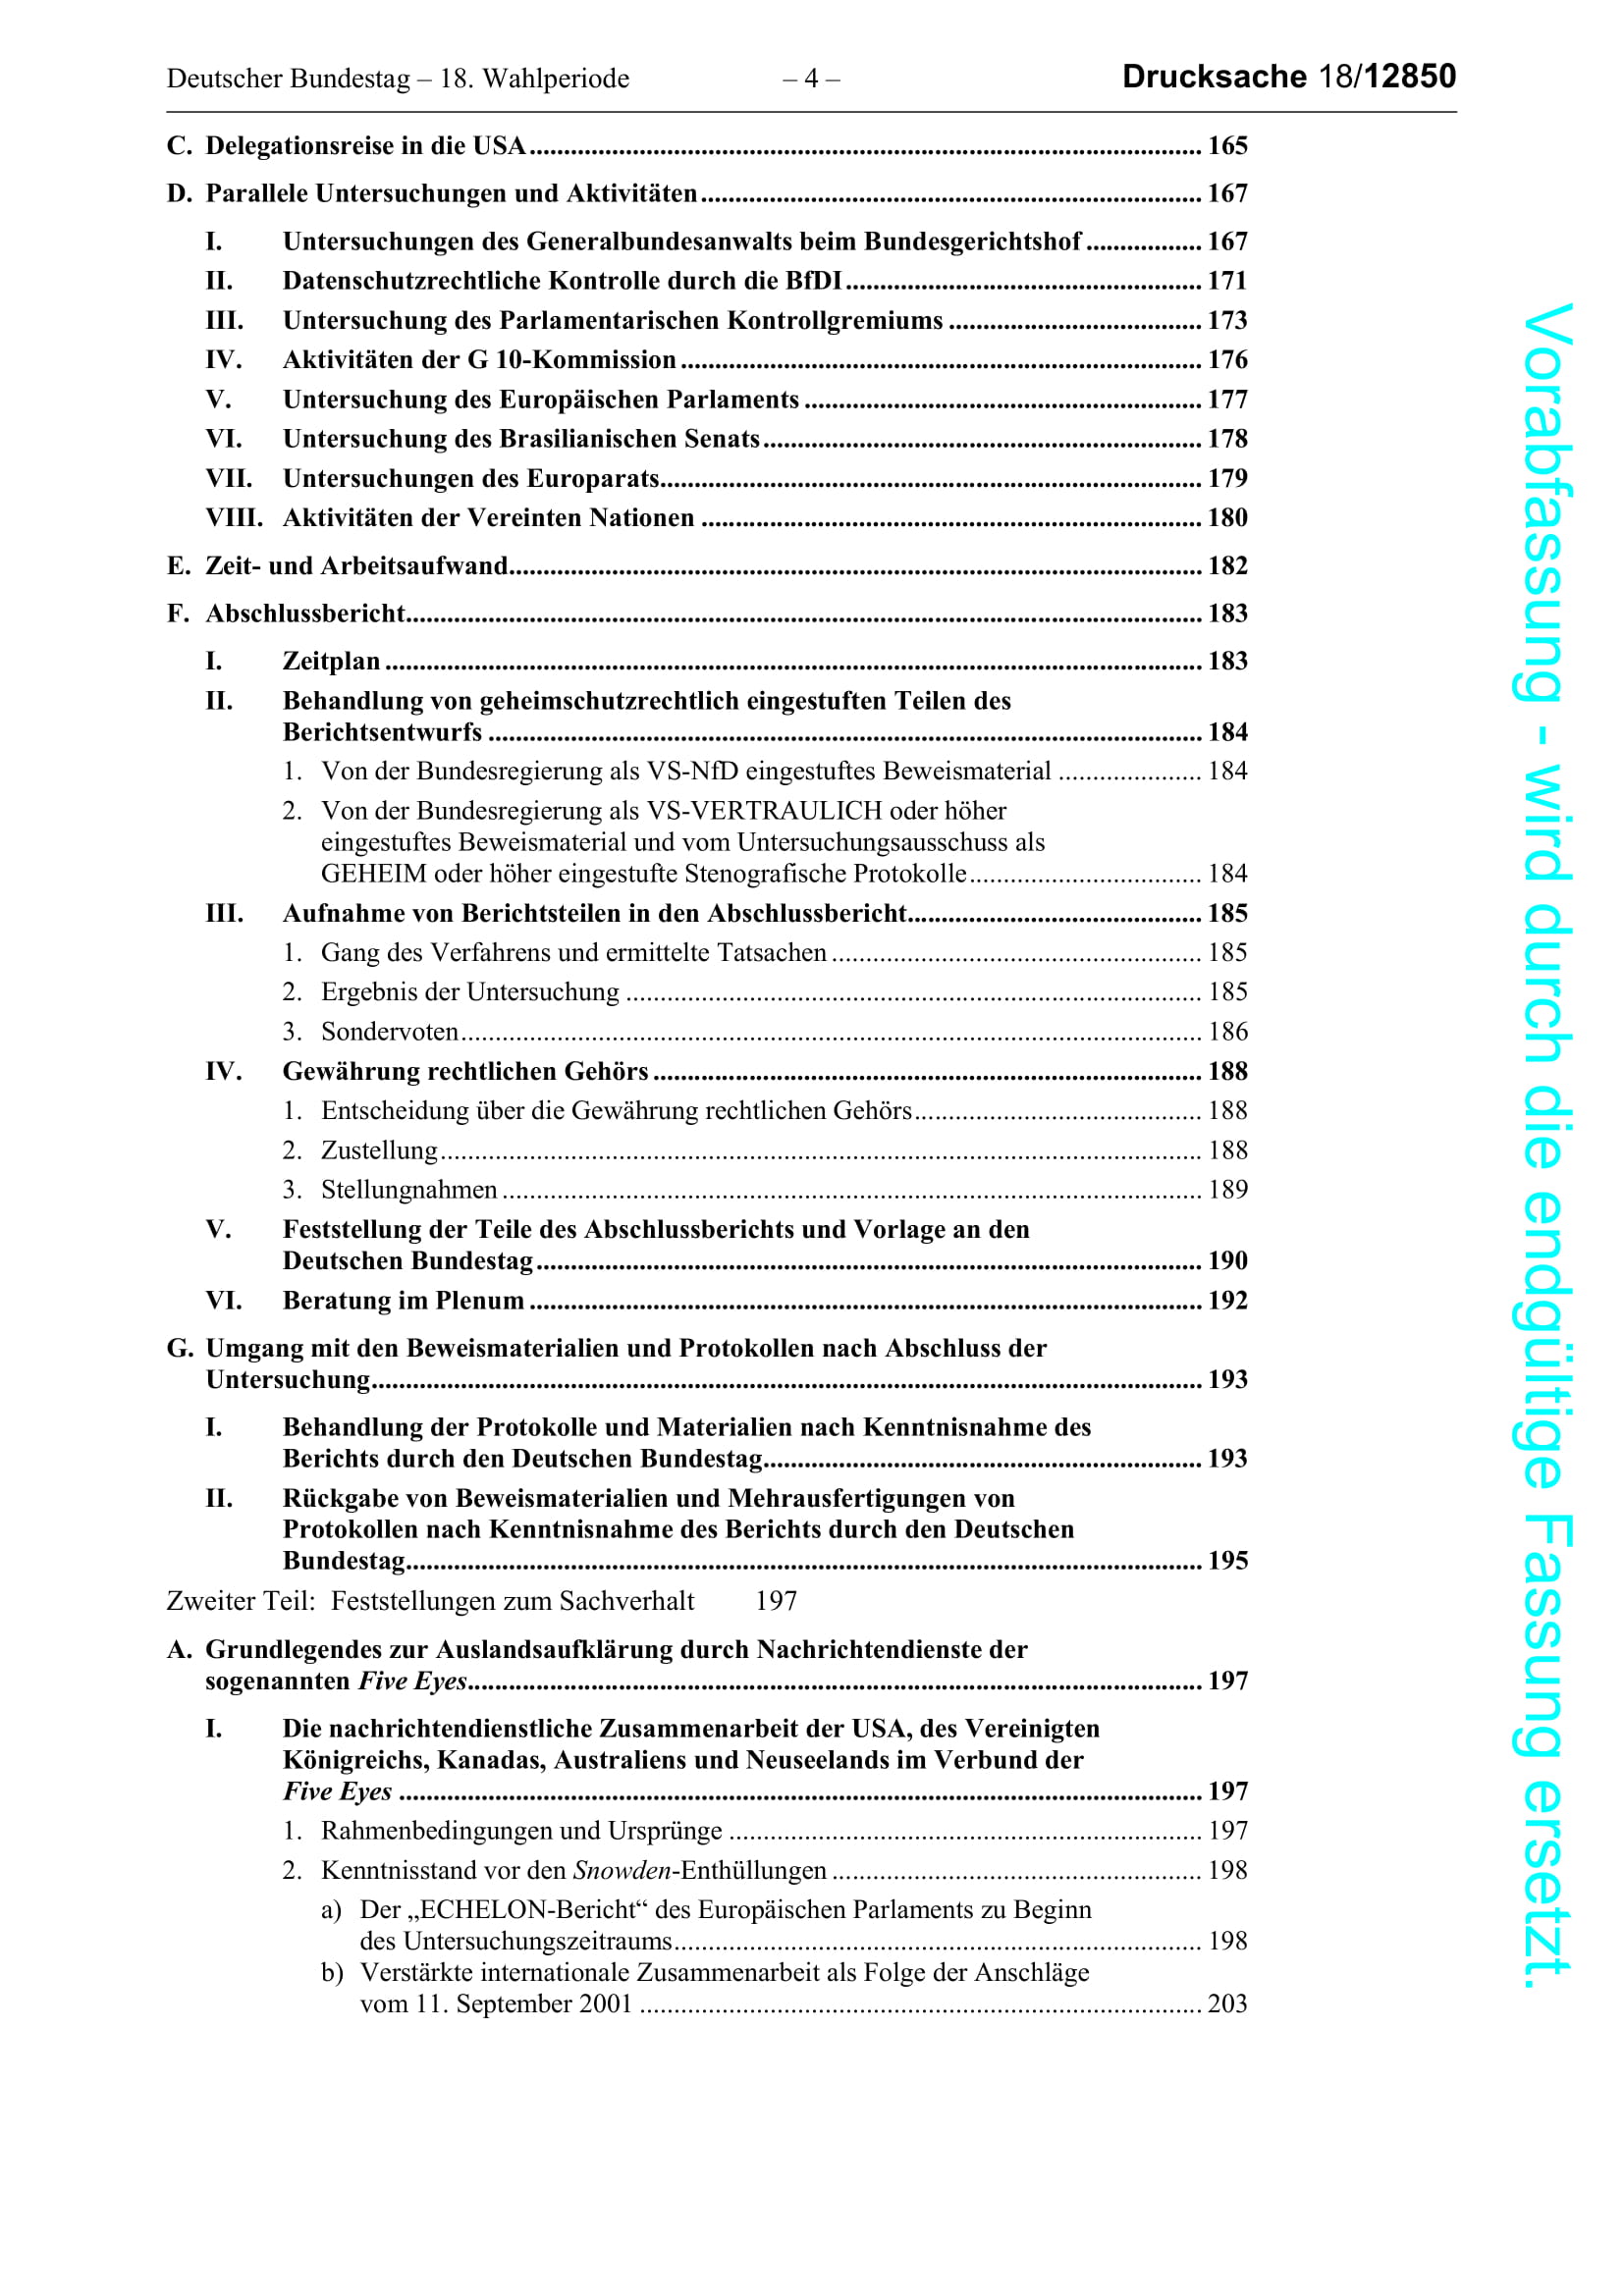 Deutscher Bundestag – 18. Wahlperiode – 4 – Drucksache 18/12850
C. Delegationsreise in die USA 165
D. Parallele Untersuchungen und Aktivitäten 167
I. Untersuchungen des Generalbundesanwalts beim Bundesgerichtshof 167
II. Datenschutzrechtliche Kontrolle durch die BfDI 171
III. Untersuchung des Parlamentarischen Kontrollgremiums 173
IV. Aktivitäten der G 10-Kommission 176
V. Untersuchung des Europäischen Parlaments 177
VI. Untersuchung des Brasilianischen Senats 178
VII. Untersuchungen des Europarats 179
VIII. Aktivitäten der Vereinten Nationen 180
E. Zeit- und Arbeitsaufwand 182
F. Abschlussbericht 183
I. Zeitplan 183
II. Behandlung von geheimschutzrechtlich eingestuften Teilen des
Berichtsentwurfs 184
1. Von der Bundesregierung als VS-NfD eingestuftes Beweismaterial 184
2. Von der Bundesregierung als VS-VERTRAULICH oder höher
eingestuftes Beweismaterial und vom Untersuchungsausschuss als
GEHEIM oder höher eingestufte Stenografische Protokolle 184
III. Aufnahme von Berichtsteilen in den Abschlussbericht 185
1. Gang des Verfahrens und ermittelte Tatsachen 185
2. Ergebnis der Untersuchung 185
3. Sondervoten 186
IV. Gewährung rechtlichen Gehörs 188
1. Entscheidung über die Gewährung rechtlichen Gehörs 188
2. Zustellung 188
3. Stellungnahmen 189
V. Feststellung der Teile des Abschlussberichts und Vorlage an den
Deutschen Bundestag 190
VI. Beratung im Plenum 192
G. Umgang mit den Beweismaterialien und Protokollen nach Abschluss der
Untersuchung 193
I. Behandlung der Protokolle und Materialien nach Kenntnisnahme des
Berichts durch den Deutschen Bundestag 193
II. Rückgabe von Beweismaterialien und Mehrausfertigungen von
Protokollen nach Kenntnisnahme des Berichts durch den Deutschen
Bundestag 195
Zweiter Teil: Feststellungen zum Sachverhalt 197
A. Grundlegendes zur Auslandsaufklärung durch Nachrichtendienste der
sogenannten Five Eyes 197
I. Die nachrichtendienstliche Zusammenarbeit der USA, des Vereinigten
Königreichs, Kanadas, Australiens und Neuseelands im Verbund der
Five Eyes 197
1. Rahmenbedingungen und Ursprünge 197
2. Kenntnisstand vor den Snowden-Enthüllungen 198
a) Der „ECHELON-Bericht“ des Europäischen Parlaments zu Beginn
des Untersuchungszeitraums 198
b) Verstärkte internationale Zusammenarbeit als Folge der Anschläge
vom 11. September 2001 203
Vorabfassung - wird durch die endgültige Fassung ersetzt.